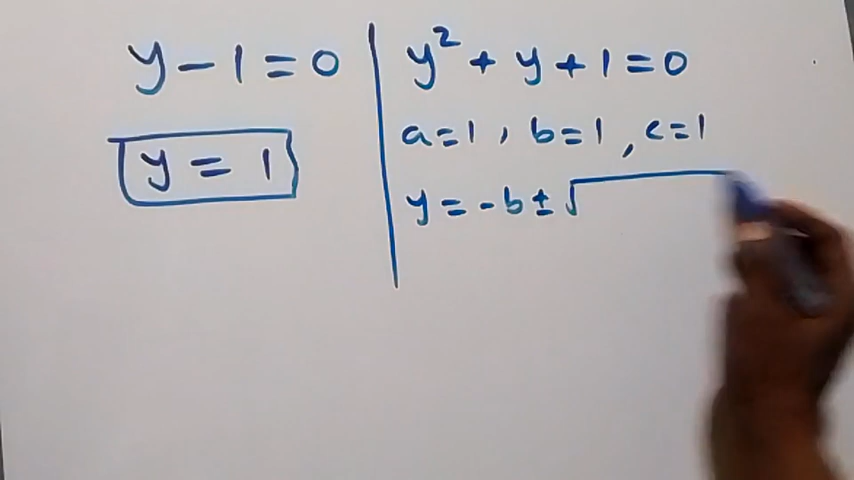 y - 1 = 0
y = 1
y² + y + 1 = 0
a = 1 , b = 1 , c = 1
y = - b ± √